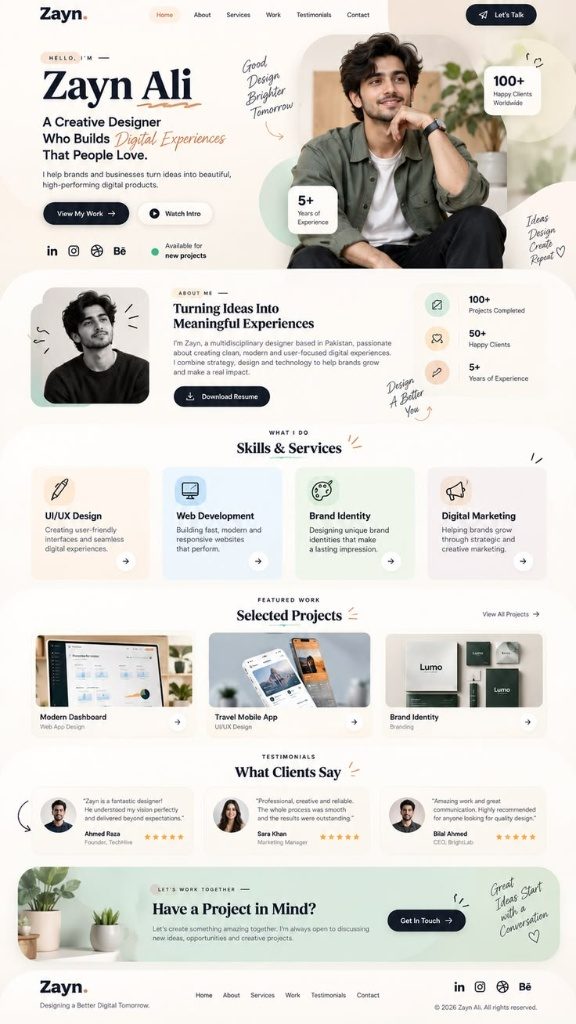 Zayn.
Home
About
Services
Work
Testimonials
Contact
Let's Talk
HELLO, I'M
Zayn Ali
A Creative Designer
Who Builds Digital Experiences
That People Love.
I help brands and businesses turn ideas into beautiful,
high-performing digital products.
View My Work
Watch Intro
Bē
Available for
new projects
Good
Design
Brighter
Tomorrow
100+
Happy Clients
Worldwide
5+
Years of
Experience
Ideas
Design
Create
Repeat
ABOUT ME
Turning Ideas Into
Meaningful Experiences
I'm Zayn, a multidisciplinary designer based in Pakistan, passionate
about creating clean, modern and user-focused digital experiences.
I combine strategy, design and technology to help brands grow
and make a real impact.
Download Resume
100+
Projects Completed
50+
Happy Clients
5+
Years of Experience
Design
A Better
You
WHAT I DO
Skills & Services
UI/UX Design
Creating user-friendly
interfaces and seamless
digital experiences.
Web Development
Building fast, modern and
responsive websites
that perform.
Brand Identity
Designing unique brand
identities that make
a lasting impression.
Digital Marketing
Helping brands grow
through strategic and
creative marketing.
FEATURED WORK
Selected Projects
View All Projects
Lumo
Lumo
Modern Dashboard
Web App Design
Travel Mobile App
UI/UX Design
Brand Identity
Branding
TESTIMONIALS
What Clients Say
"Zayn is a fantastic designer!
He understood my vision perfectly
and delivered beyond expectations."
Ahmed Raza
Founder, TechHive
"Professional, creative and reliable.
The whole process was smooth
and the results were outstanding."
Sara Khan
Marketing Manager
"Amazing work and great
communication. Highly recommended
for anyone looking for quality design."
Bilal Ahmed
CEO, BrightLab
LET'S WORK TOGETHER
Have a Project in Mind?
Let's create something amazing together. I'm always open to discussing
new ideas, opportunities and creative projects.
Get In Touch
Great
Ideas Start
with a
Conversation
Zayn.
Designing a Better Digital Tomorrow.
Home
About
Services
Work
Testimonials
Contact
Bē
© 2026 Zayn Ali. All rights reserved.